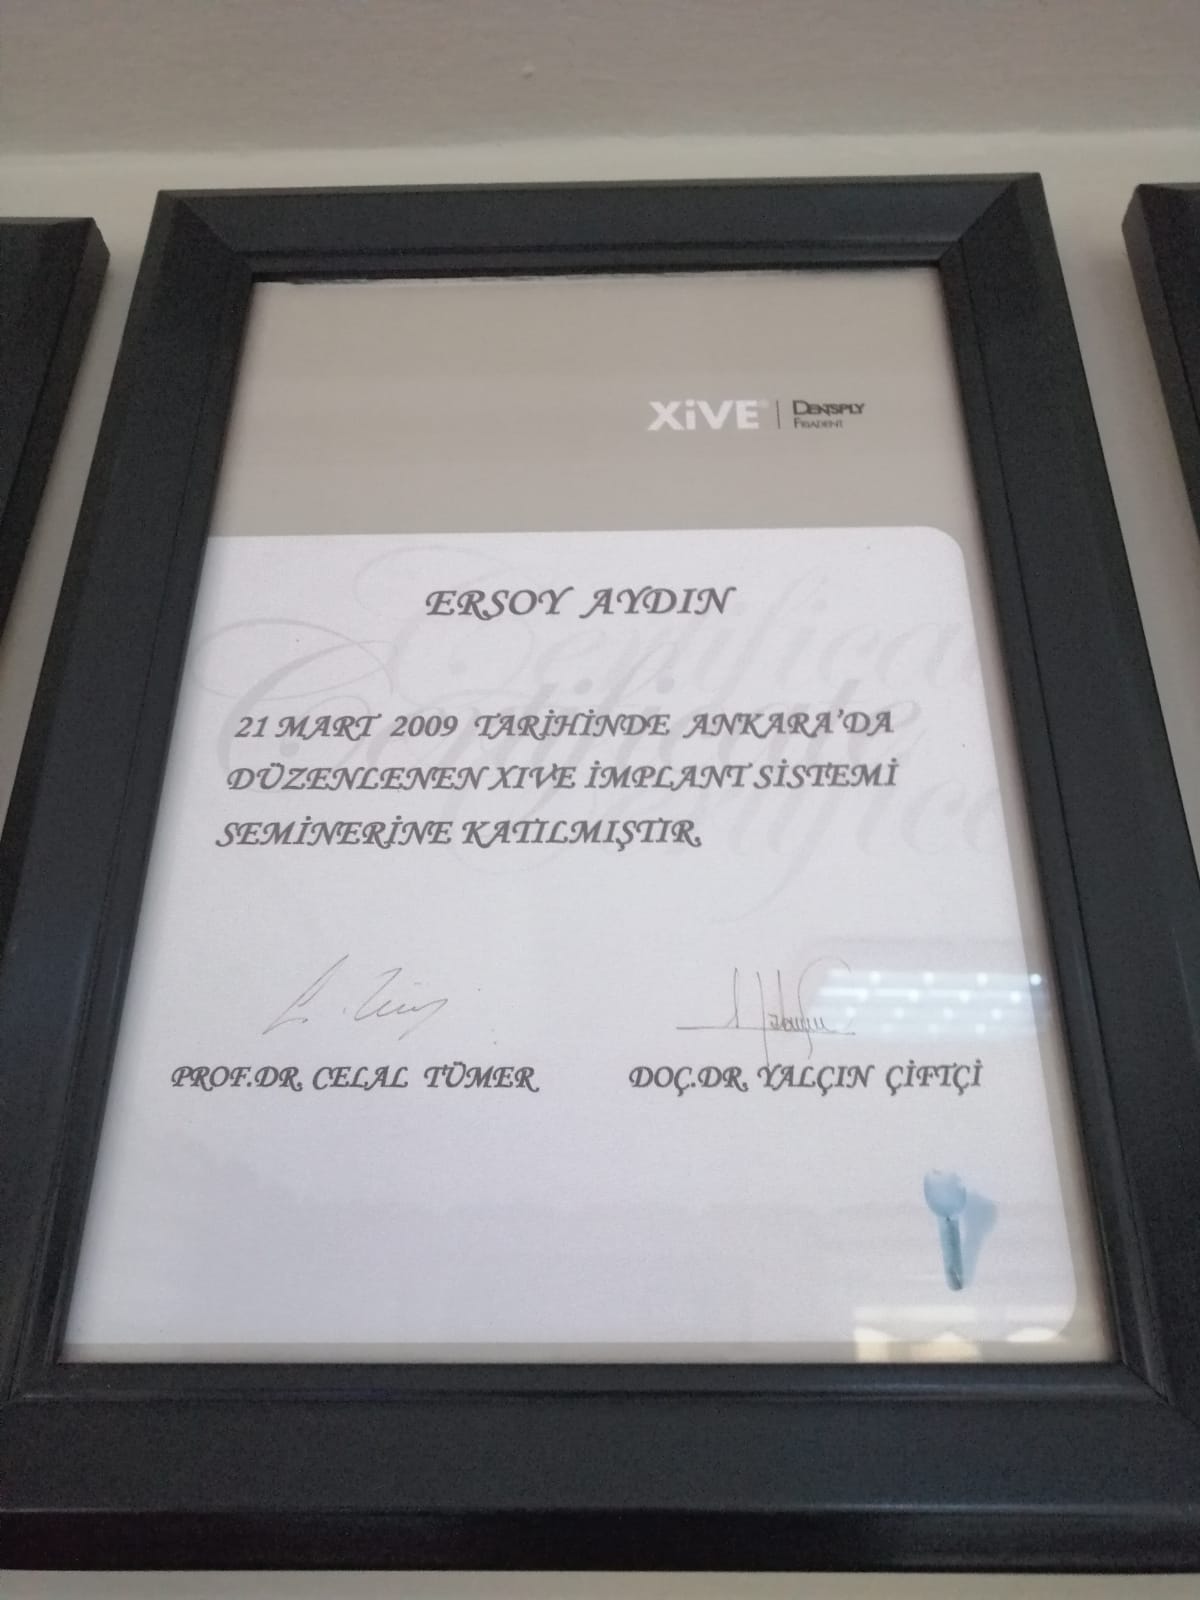 XiVE® | DENTSPLY
FRIADENT
ERSOY AYDIN
21 MART 2009 TARİHİNDE ANKARA'DA
DÜZENLENEN XIVE İMPLANT SİSTEMİ
SEMİNERİNE KATILMIŞTIR.
PROF.DR. CELAL TÜMER
DOÇ.DR. YALÇIN ÇİFTÇİ